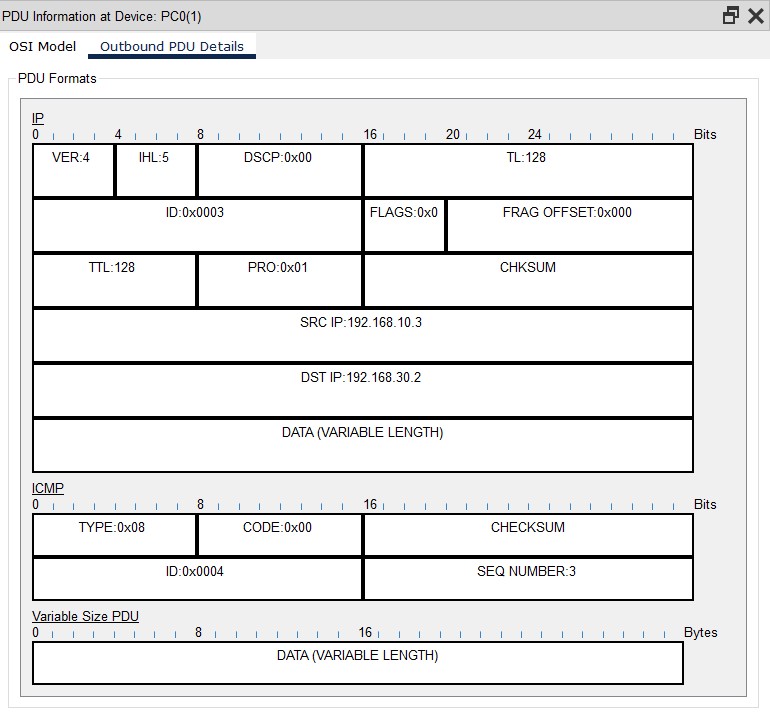 PDU Information at Device: PC0(1)
OSI Model Outbound PDU Details
PDU Formats
IP
0 4 8 16 20 24 Bits
VER:4 IHL:5 DSCP:0x00 TL:128
ID:0x0003 FLAGS:0x0 FRAG OFFSET:0x000
TTL:128 PRO:0x01 CHKSUM
SRC IP:192.168.10.3
DST IP:192.168.30.2
DATA (VARIABLE LENGTH)
ICMP
0 8 16 Bits
TYPE:0x08 CODE:0x00 CHECKSUM
ID:0x0004 SEQ NUMBER:3
Variable Size PDU
0 8 16 Bytes
DATA (VARIABLE LENGTH)